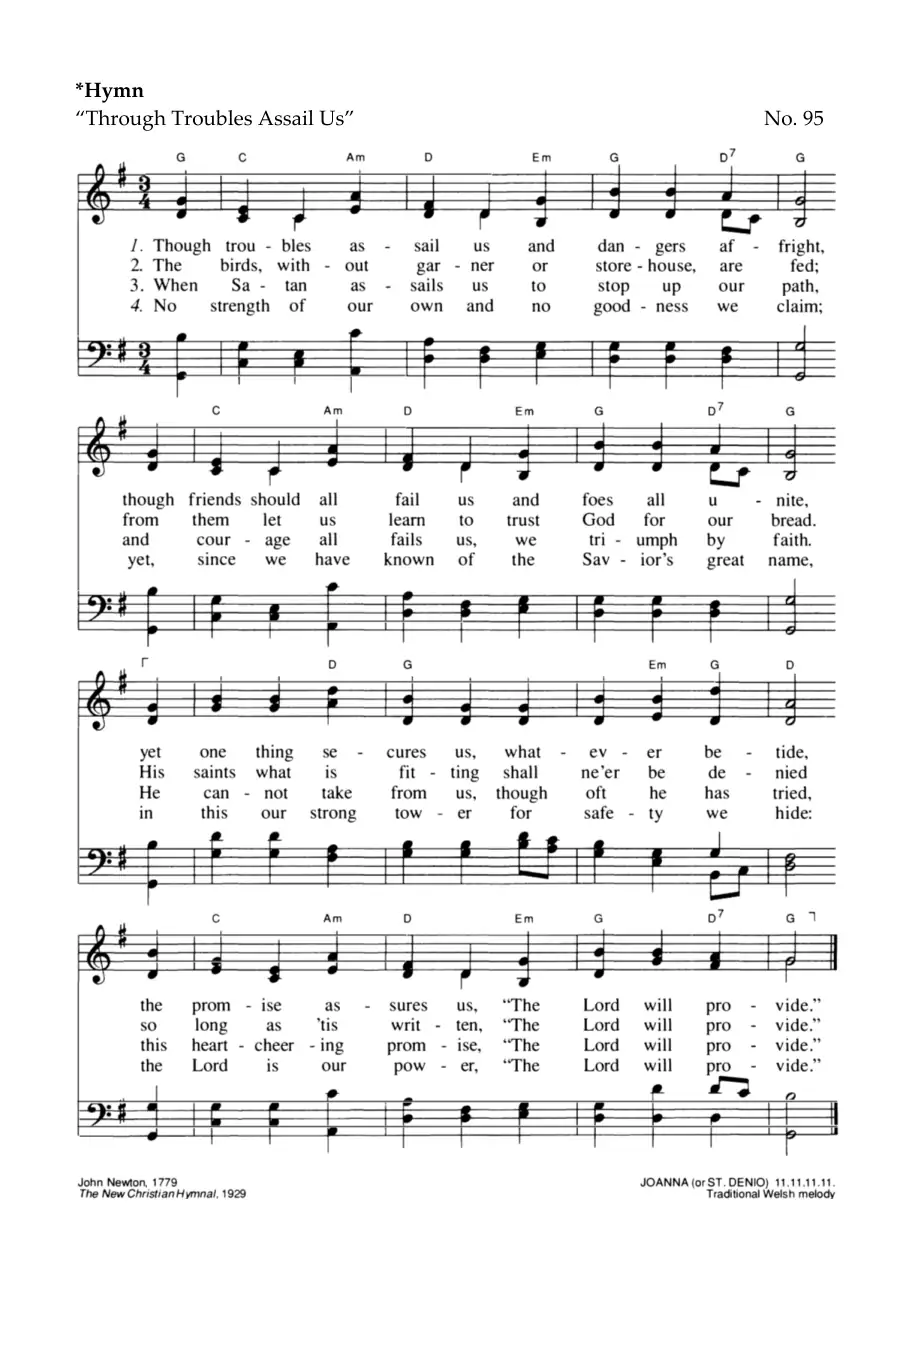 *Hymn
“Through Troubles Assail Us” No. 95
G C Am D Em G D7 G
1. Though trou - bles as - sail us and dan - gers af - fright,
2. The birds, with - out gar - ner or store - house, are fed;
3. When Sa - tan as - sails us to stop up our path,
4. No strength of our own and no good - ness we claim;
C Am D Em G D7 G
though friends should all fail us and foes all u - nite,
from them let us learn to trust God for our bread.
and cour - age all fails us, we tri - umph by faith.
yet, since we have known of the Sav - ior's great name,
D G Em G D
yet one thing se - cures us, what - ev - er be - tide,
His saints what is fit - ting shall ne'er be de - nied
He can - not take from us, though oft he has tried,
in this our strong tow - er for safe - ty we hide:
C Am D Em G D7 G
the prom - ise as - sures us, “The Lord will pro - vide.”
so long as 'tis writ - ten, “The Lord will pro - vide.”
this heart - cheer - ing prom - ise, “The Lord will pro - vide.”
the Lord is our pow - er, “The Lord will pro - vide.”
John Newton, 1779 JOANNA (or ST. DENIO) 11.11.11.11.
The New Christian Hymnal, 1929 Traditional Welsh melody